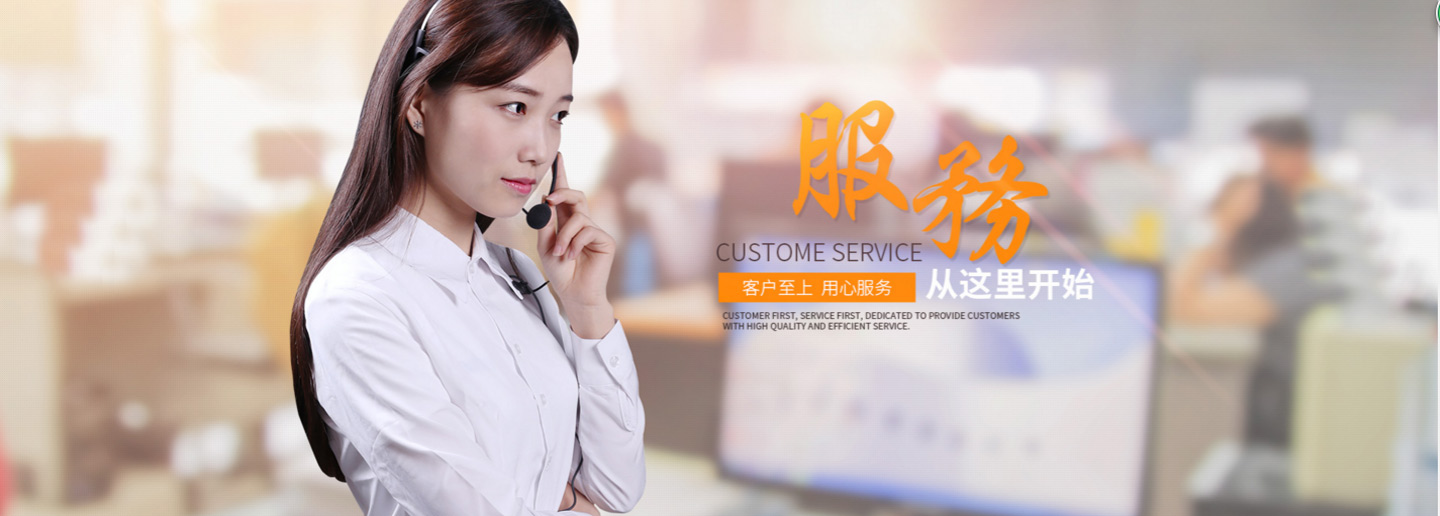 服務
CUSTOME SERVICE
客户至上 用心服务
从这里开始
CUSTOMER FIRST, SERVICE FIRST, DEDICATED TO PROVIDE CUSTOMERS
WITH HIGH QUALITY AND EFFICIENT SERVICE.